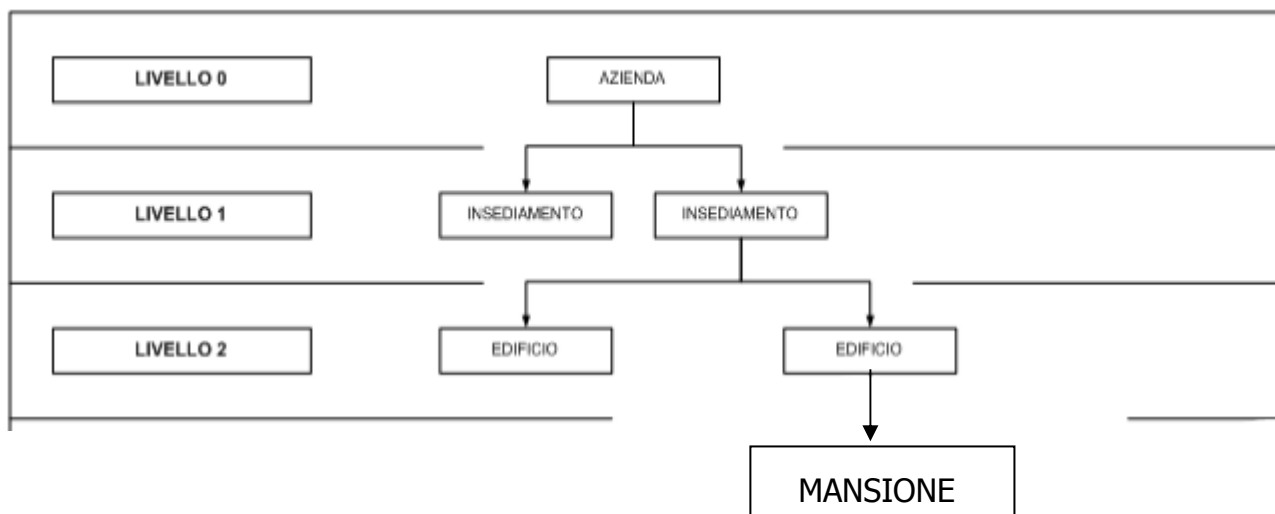 LIVELLO 0
AZIENDA
LIVELLO 1
INSEDIAMENTO
INSEDIAMENTO
LIVELLO 2
EDIFICIO
EDIFICIO
MANSIONE